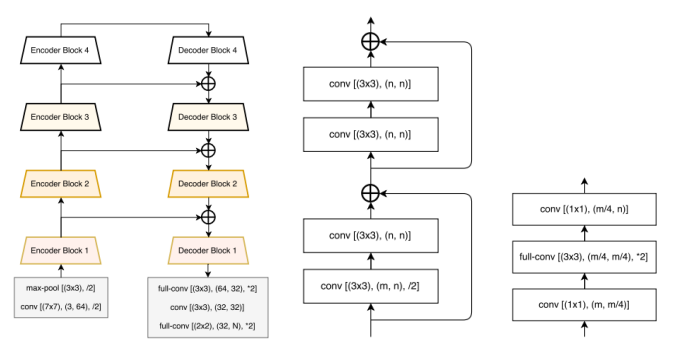 Encoder Block 4
Decoder Block 4
Encoder Block 3
Decoder Block 3
Encoder Block 2
Decoder Block 2
Encoder Block 1
Decoder Block 1
max-pool [(3x3), /2]
conv [(7x7), (3, 64), /2]
full-conv [(3x3), (64, 32), *2]
conv [(3x3), (32, 32)]
full-conv [(2x2), (32, N), *2]
conv [(3x3), (n, n)]
conv [(3x3), (n, n)]
conv [(3x3), (n, n)]
conv [(3x3), (m, n), /2]
conv [(1x1), (m/4, n)]
full-conv [(3x3), (m/4, m/4), *2]
conv [(1x1), (m, m/4)]